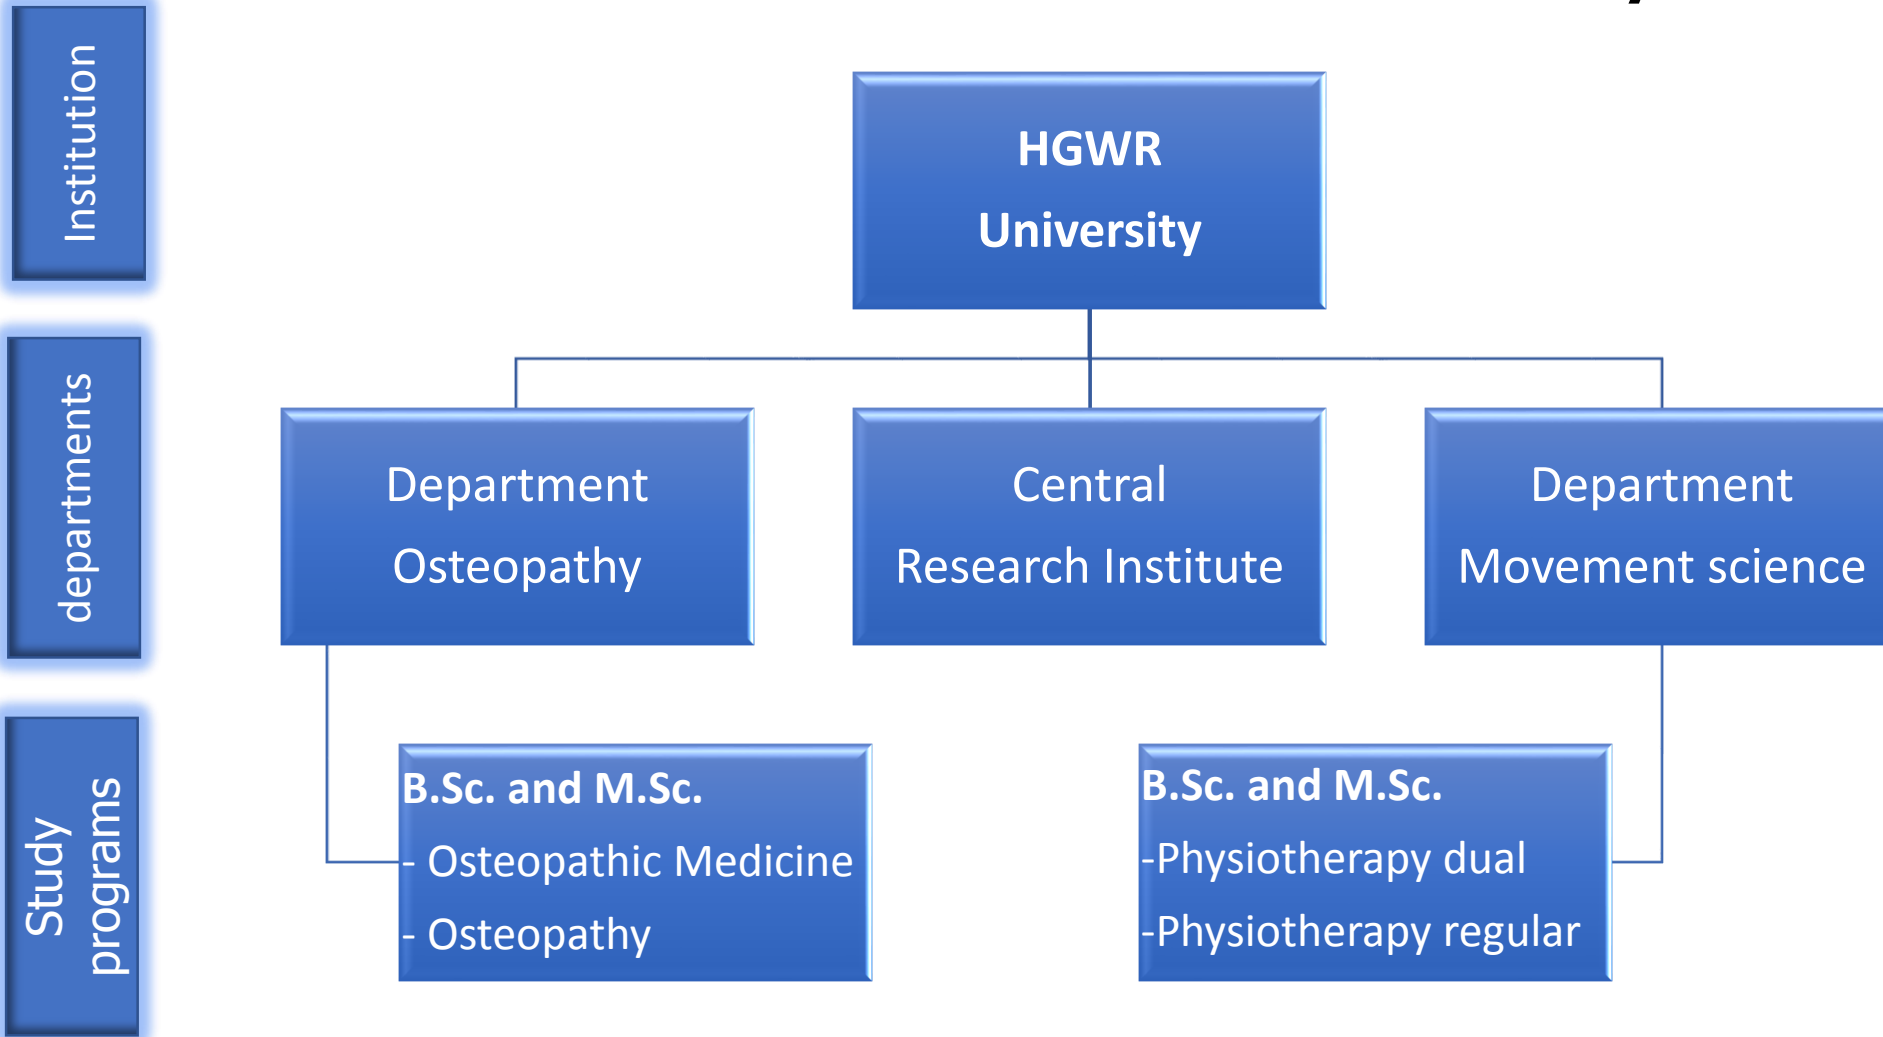 Institution
HGWR
University
departments
Department
Osteopathy
Central
Research Institute
Department
Movement science
Study
programs
B.Sc. and M.Sc.
- Osteopathic Medicine
- Osteopathy
B.Sc. and M.Sc.
-Physiotherapy dual
-Physiotherapy regular